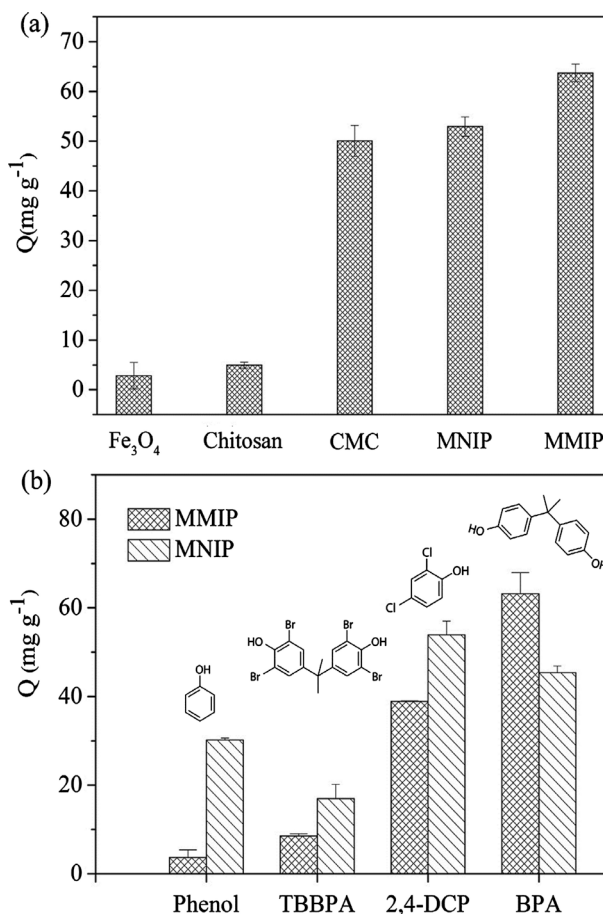 (a)
Q(mg g⁻¹)
70
60
50
40
30
20
10
0
Fe₃O₄ Chitosan CMC MNIP MMIP
(b)
Q (mg g⁻¹)
80
60
40
20
0
MMIP
MNIP
OH
HO Br Br OH
Br Br
Cl OH
Cl
HO OH
Phenol TBBPA 2,4-DCP BPA